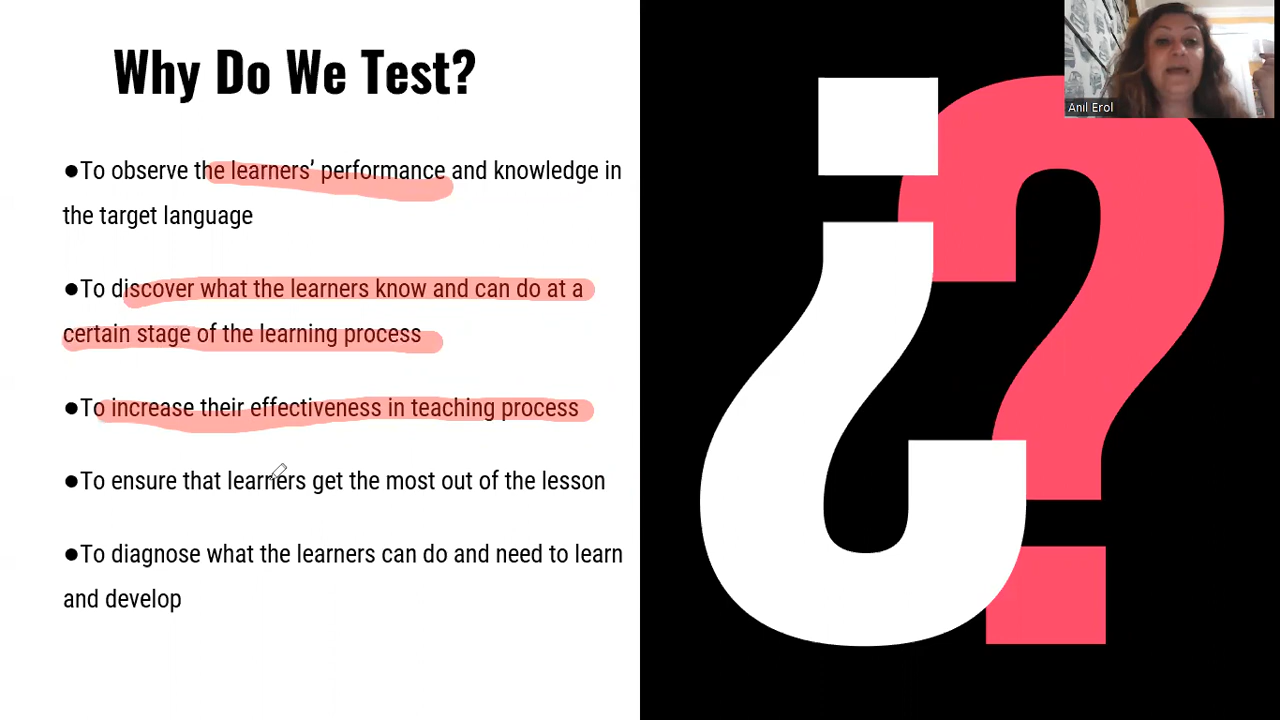 Why Do We Test?
●To observe the learners’ performance and knowledge in
the target language
●To discover what the learners know and can do at a
certain stage of the learning process
●To increase their effectiveness in teaching process
●To ensure that learners get the most out of the lesson
●To diagnose what the learners can do and need to learn
and develop
¿?
Anıl Erol